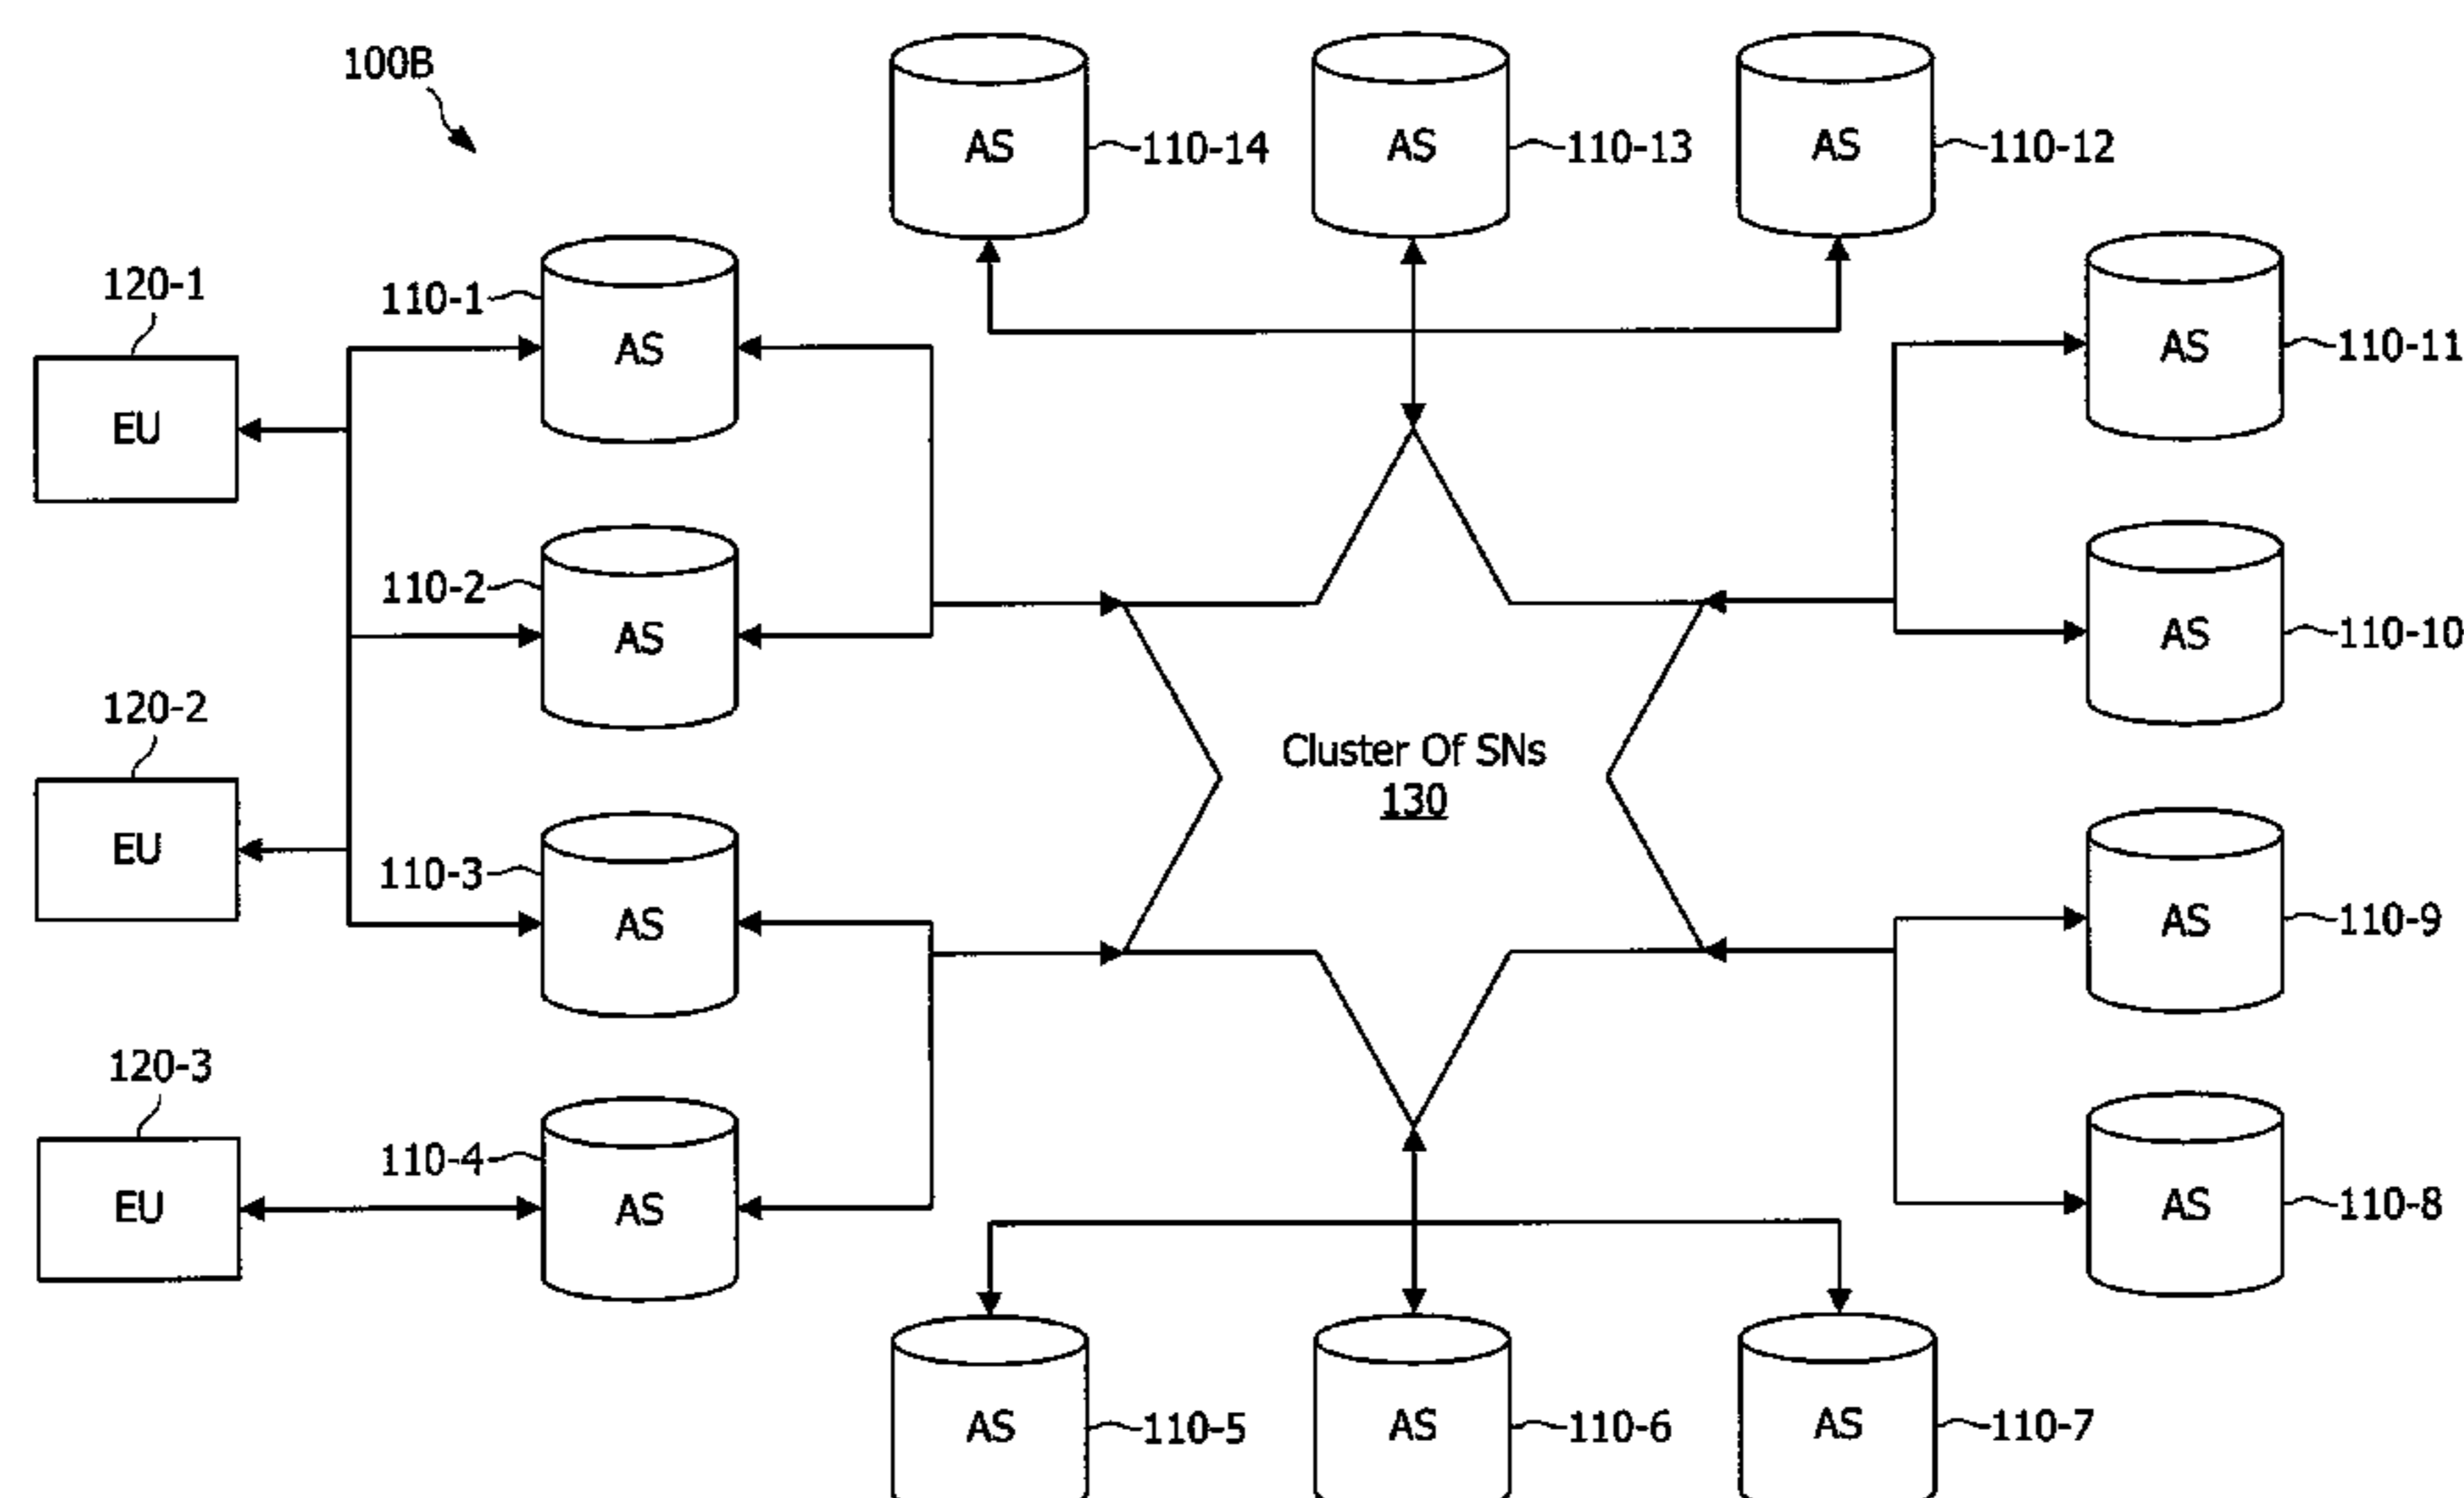 100B
AS
110-14
AS
110-13
AS
110-12
120-1
EU
110-1
AS
AS
110-11
110-2
AS
AS
110-10
120-2
EU
Cluster Of SNs
130
110-3
AS
AS
110-9
120-3
EU
110-4
AS
AS
110-8
AS
110-5
AS
110-6
AS
110-7